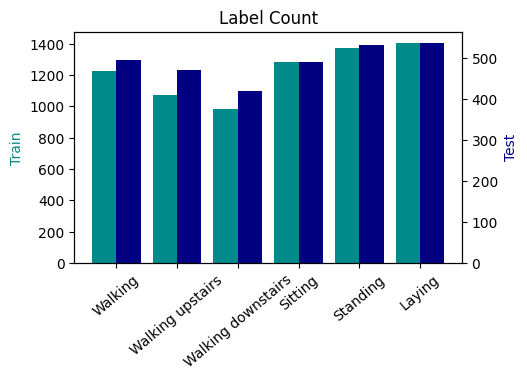 Label Count
1400
1200
1000
800
600
400
200
0
Train
500
400
300
200
100
0
Test
Walking
Walking upstairs
Walking downstairs
Sitting
Standing
Laying